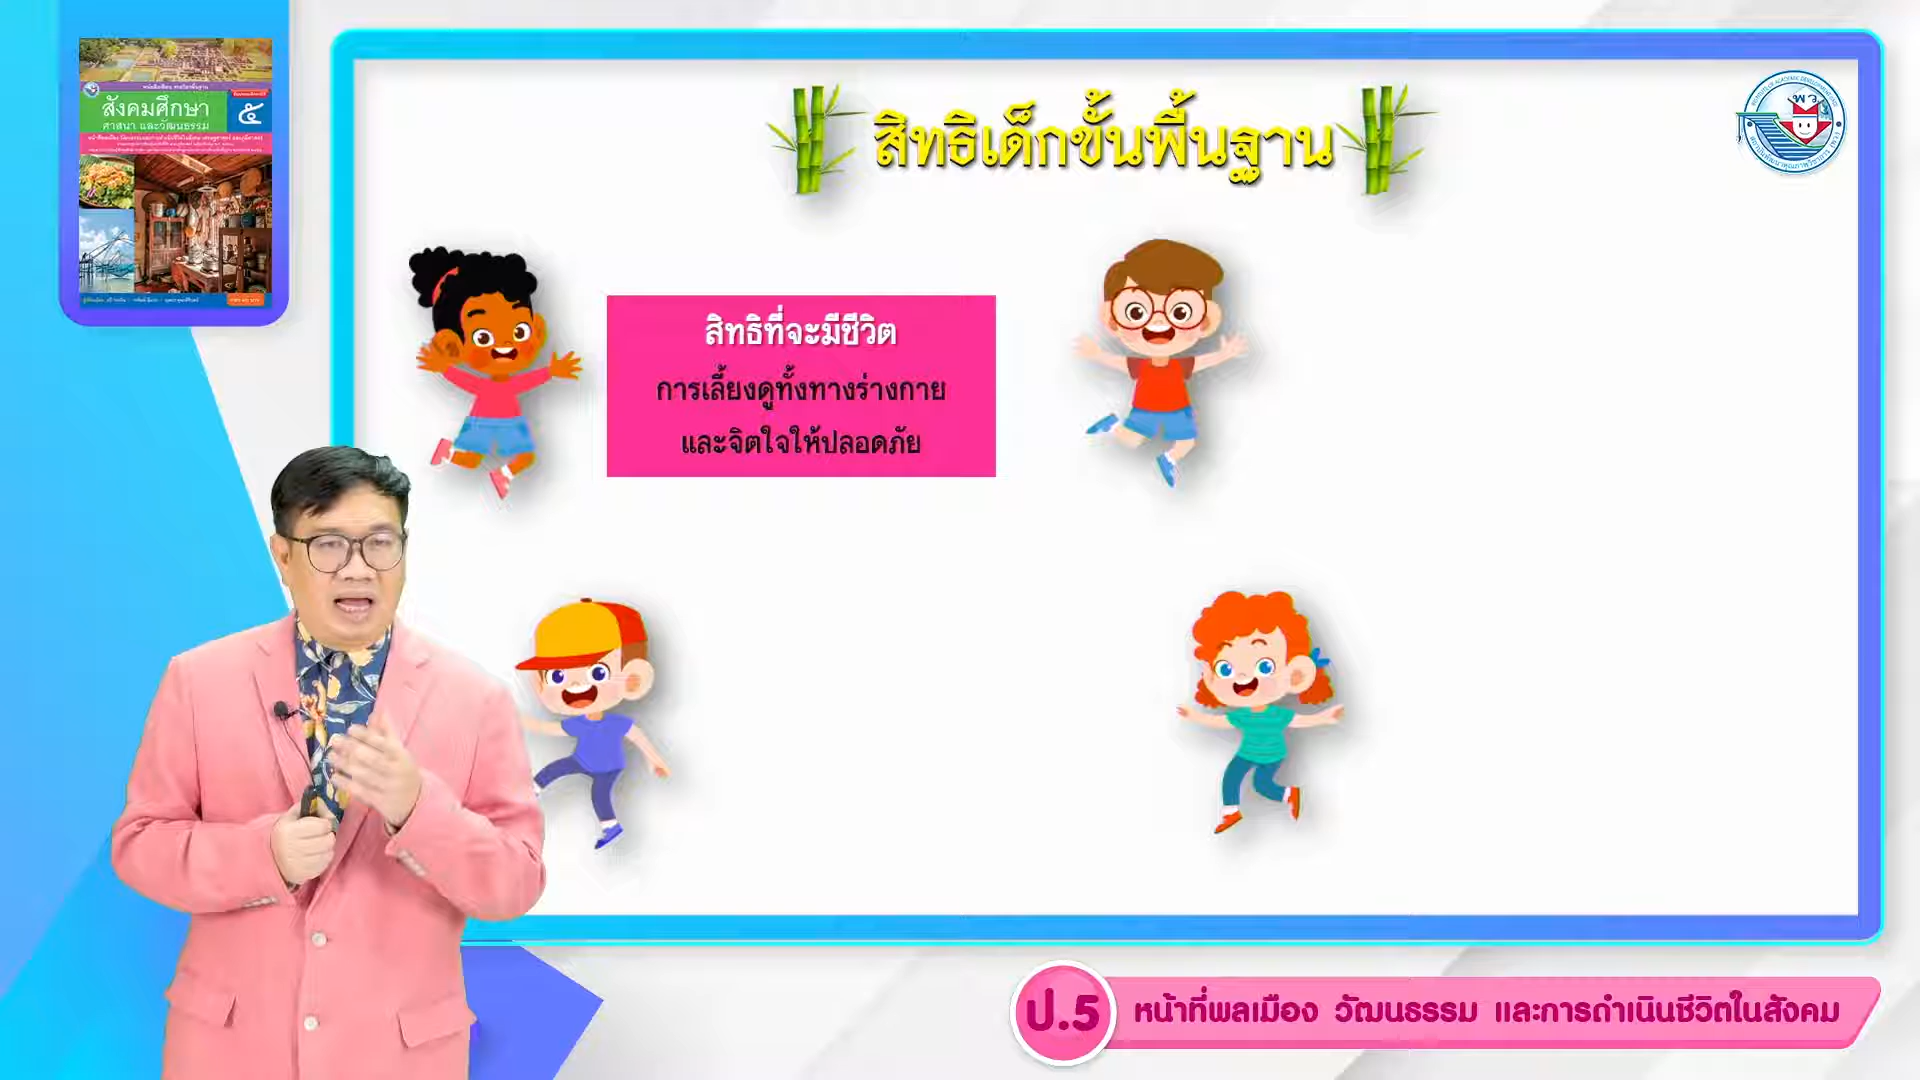 สังคมศึกษา
ศาสนา และวัฒนธรรม
๕
สิทธิเด็กขั้นพื้นฐาน
พว
สิทธิที่จะมีชีวิต
การเลี้ยงดูทั้งทางร่างกาย
และจิตใจให้ปลอดภัย
ป.5
หน้าที่พลเมือง วัฒนธรรม และการดำเนินชีวิตในสังคม